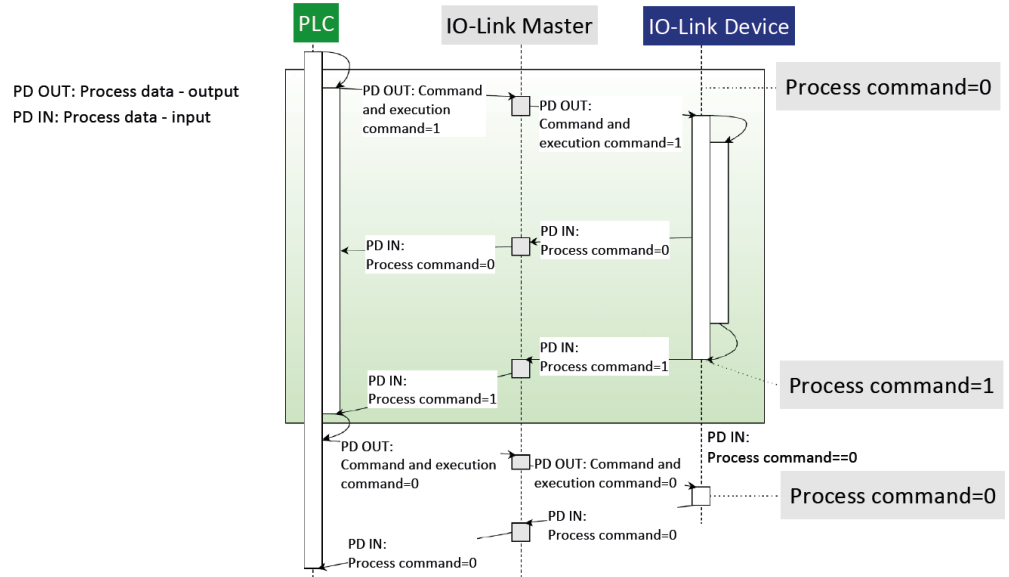 PLC
IO-Link Master
IO-Link Device
PD OUT: Process data - output
PD IN: Process data - input
Process command=0
PD OUT: Command
and execution
command=1
PD OUT:
Command and
execution command=1
PD IN:
Process command=0
PD IN:
Process command=0
PD IN:
Process command=1
PD IN:
Process command=1
Process command=1
PD OUT:
Command and execution
command=0
PD IN:
Process command==0
PD OUT: Command and
execution command=0
Process command=0
PD IN:
Process command=0
PD IN:
Process command=0